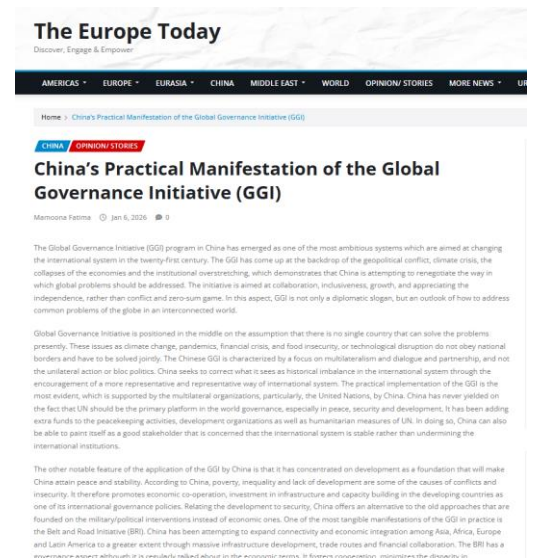 The Europe Today
Discover, Engage & Empower
AMERICAS EUROPE EURASIA CHINA MIDDLE EAST WORLD OPINION/ STORIES MORE NEWS UR
Home > China's Practical Manifestation of the Global Governance Initiative (GGI)
CHINA OPINION/ STORIES
China's Practical Manifestation of the Global
Governance Initiative (GGI)
Mamoona Fatima Jan 6, 2026 0
The Global Governance Initiative (GGI) program in China has emerged as one of the most ambitious systems which are aimed at changing
the international system in the twenty-first century. The GGI has come up at the backdrop of the geopolitical conflict, climate crisis, the
collapses of the economies and the institutional overstretching, which demonstrates that China is attempting to renegotiate the way in
which global problems should be addressed. The initiative is aimed at collaboration, inclusiveness, growth, and appreciating the
independence, rather than conflict and zero-sum game. In this aspect, GGI is not only a diplomatic slogan, but an outlook of how to address
common problems of the globe in an interconnected world.
Global Governance Initiative is positioned in the middle on the assumption that there is no single country that can solve the problems
presently. These issues as climate change, pandemics, financial crisis, and food insecurity, or technological disruption do not obey national
borders and have to be solved jointly. The Chinese GGI is characterized by a focus on multilateralism and dialogue and partnership, and not
the unilateral action or bloc politics. China seeks to correct what it sees as historical imbalance in the international system through the
encouragement of a more representative and representative way of international system. The practical implementation of the GGI is the
most evident, which is supported by the multilateral organizations, particularly, the United Nations, by China. China has never yielded on
the fact that UN should be the primary platform in the world governance, especially in peace, security and development. It has been adding
extra funds to the peacekeeping activities, development organizations as well as humanitarian measures of UN. In doing so, China can also
be able to paint itself as a good stakeholder that is concerned that the international system is stable rather than undermining the
international institutions.
The other notable feature of the application of the GGI by China is that it has concentrated on development as a foundation that will make
China attain peace and stability. According to China, poverty, inequality and lack of development are some of the causes of conflicts and
insecurity. It therefore promotes economic co-operation, investment in infrastructure and capacity building in the developing countries as
one of its international governance policies. Relating the development to security, China offers an alternative to the old approaches that are
founded on the military/political interventions instead of economic ones. One of the most tangible manifestations of the GGI in practice is
the Belt and Road Initiative (BRI). China has been attempting to expand connectivity and economic integration among Asia, Africa, Europe
and Latin America to a greater extent through massive infrastructure development, trade routes and financial collaboration. The BRI has a
governance aspect although it is regularly talked about in the economic terms. It fosters cooperation, minimizes the disparity in